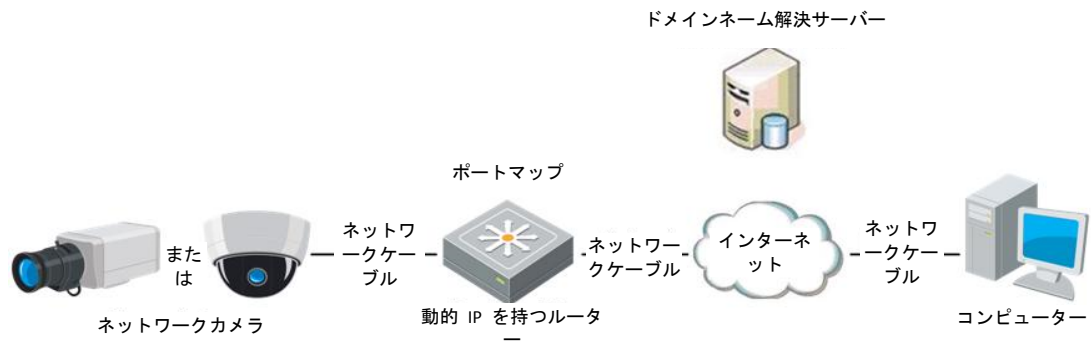 ドメインネーム解決サーバー
ポートマップ
また
は
ネットワ
ークケー
ブル
ネットワー
クケーブル
インターネ
ット
ネットワ
ークケー
ブル
ネットワークカメラ
動的 IP を持つルータ
ー
コンピューター